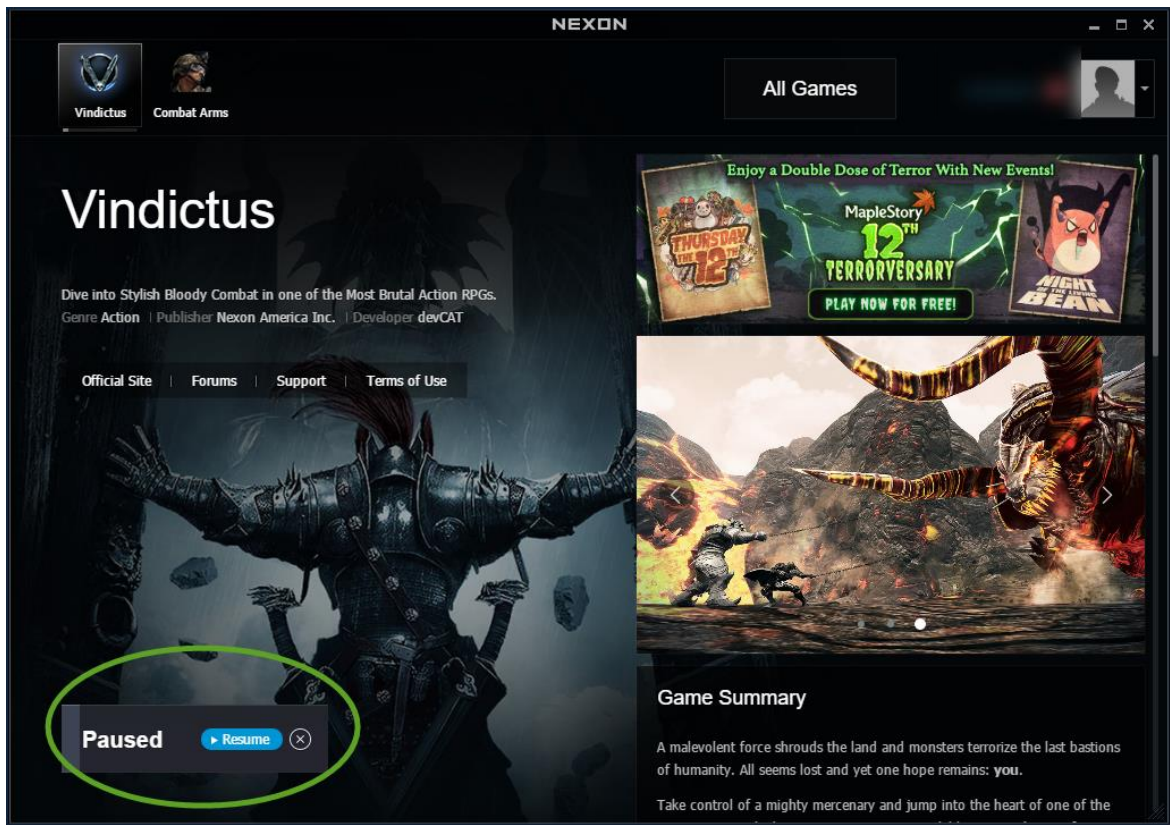 NEXON
Vindictus
Combat Arms
All Games
Vindictus
Dive into Stylish Bloody Combat in one of the Most Brutal Action RPGs.
Genre Action | Publisher Nexon America Inc. | Developer devCAT
Official Site | Forums | Support | Terms of Use
Paused
Resume
Enjoy a Double Dose of Terror With New Events!
THURSDAY
THE 12TH
MapleStory
12TH
TERRORVERSARY
PLAY NOW FOR FREE!
NIGHT
OF THE LIVING
BEAN
Game Summary
A malevolent force shrouds the land and monsters terrorize the last bastions
of humanity. All seems lost and yet one hope remains: you.
Take control of a mighty mercenary and jump into the heart of one of the